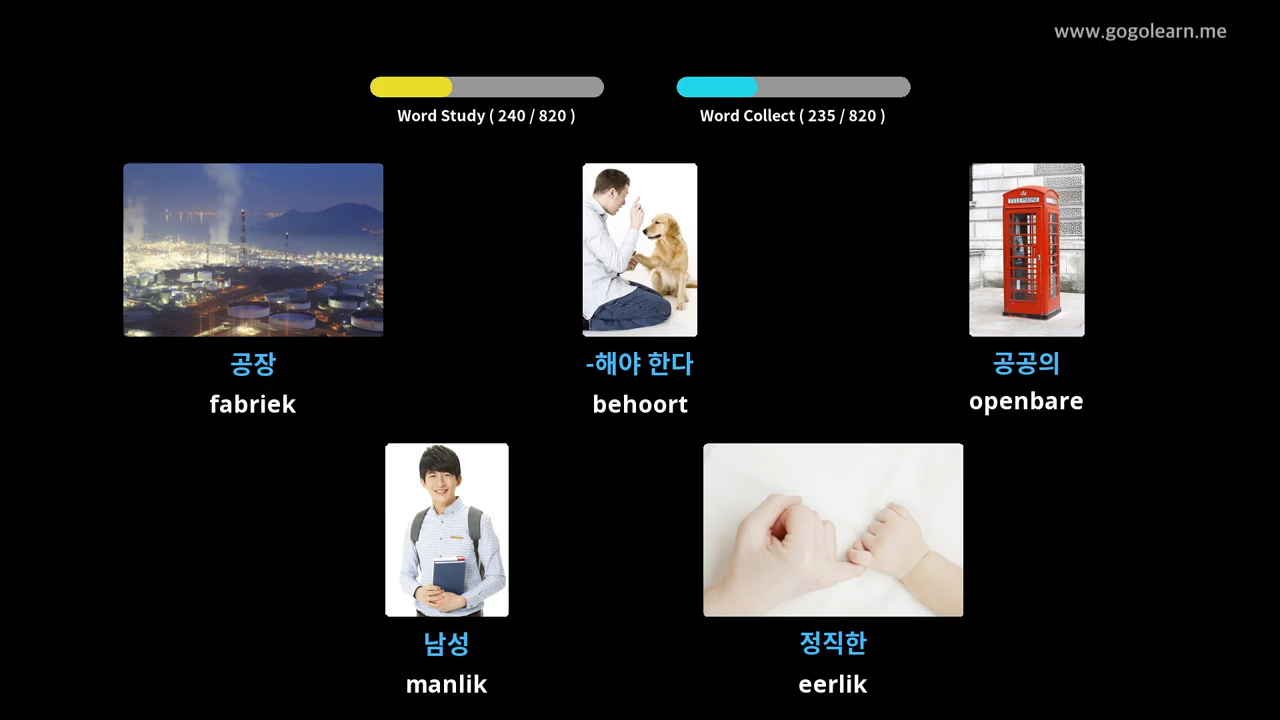 www.gogolearn.me
Word Study ( 240 / 820 )
Word Collect ( 235 / 820 )
TELEPHONE
공장
fabriek
-해야 한다
behoort
공공의
openbare
남성
manlik
정직한
eerlik